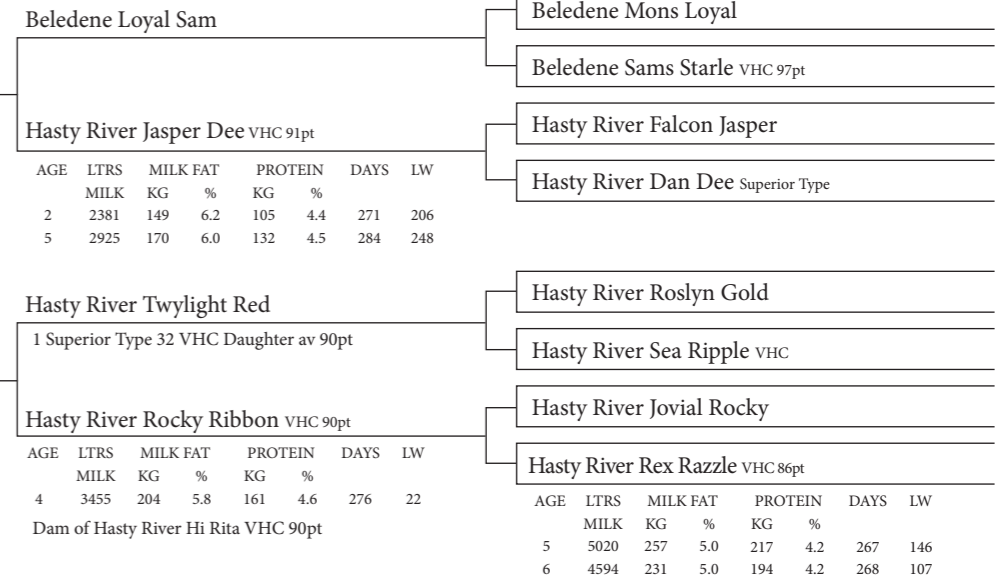 Beledene Loyal Sam
Beledene Mons Loyal
Beledene Sams Starle VHC 97pt
Hasty River Jasper Dee VHC 91pt
AGE LTRS MILK FAT PROTEIN DAYS LW
MILK KG % KG %
2 2381 149 6.2 105 4.4 271 206
5 2925 170 6.0 132 4.5 284 248
Hasty River Falcon Jasper
Hasty River Dan Dee Superior Type
Hasty River Twylight Red
1 Superior Type 32 VHC Daughter av 90pt
Hasty River Roslyn Gold
Hasty River Sea Ripple VHC
Hasty River Rocky Ribbon VHC 90pt
AGE LTRS MILK FAT PROTEIN DAYS LW
MILK KG % KG %
4 3455 204 5.8 161 4.6 276 22
Dam of Hasty River Hi Rita VHC 90pt
Hasty River Jovial Rocky
Hasty River Rex Razzle VHC 86pt
AGE LTRS MILK FAT PROTEIN DAYS LW
MILK KG % KG %
5 5020 257 5.0 217 4.2 267 146
6 4594 231 5.0 194 4.2 268 107